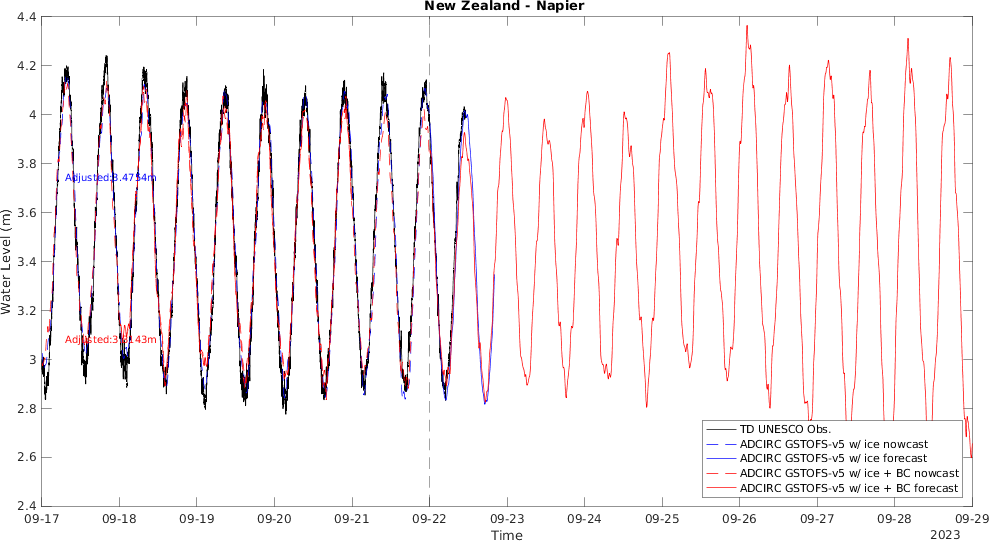 New Zealand - Napier
Water Level (m)
4.4
4.2
4
3.8
3.6
3.4
3.2
3
2.8
2.6
2.4
Adjusted:3.4754m
TD UNESCO Obs.
ADCIRC GSTOFS-v5 w/ ice nowcast
ADCIRC GSTOFS-v5 w/ ice forecast
ADCIRC GSTOFS-v5 w/ ice + BC nowcast
ADCIRC GSTOFS-v5 w/ ice + BC forecast
09-17 09-18 09-19 09-20 09-21 09-22 09-23 09-24 09-25 09-26 09-27 09-28 09-29
Time
2023